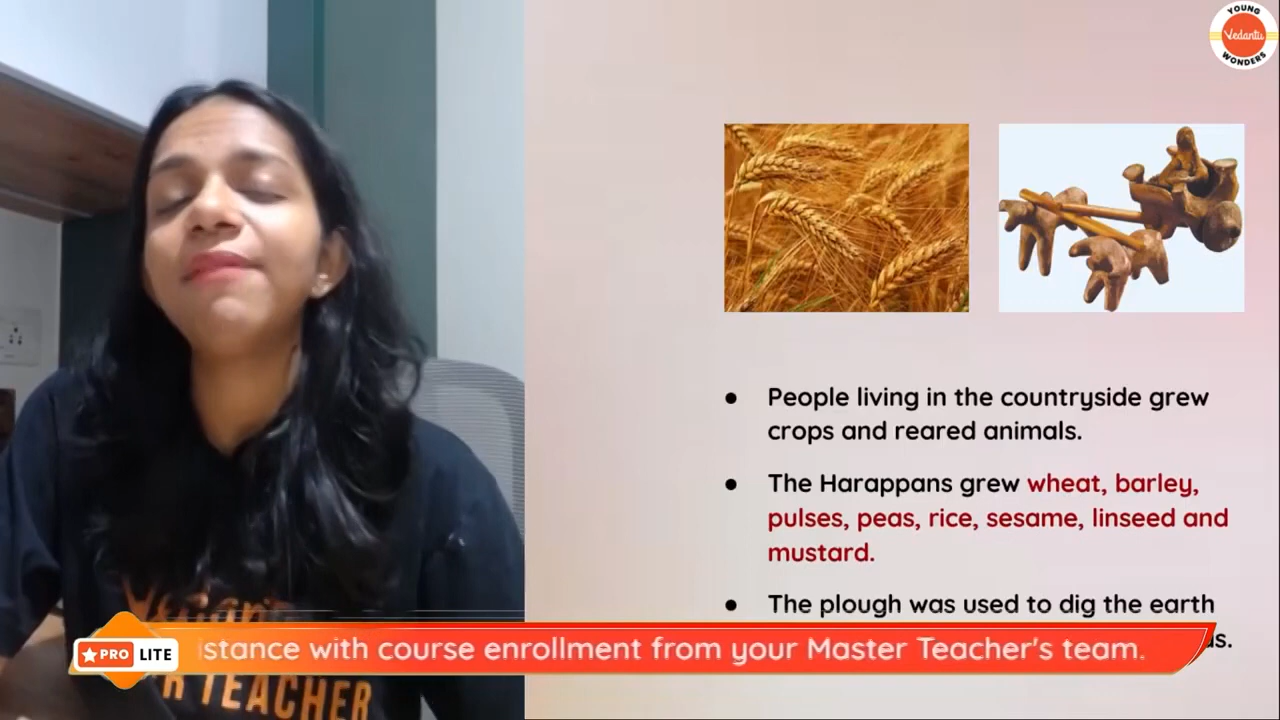 YOUNG
Vedantu
WONDERS
People living in the countryside grew
crops and reared animals.
The Harappans grew wheat, barley,
pulses, peas, rice, sesame, linseed and
mustard.
The plough was used to dig the earth
PRO LITE
istance with course enrollment from your Master Teacher's team.
Vedantu
R TEACHER